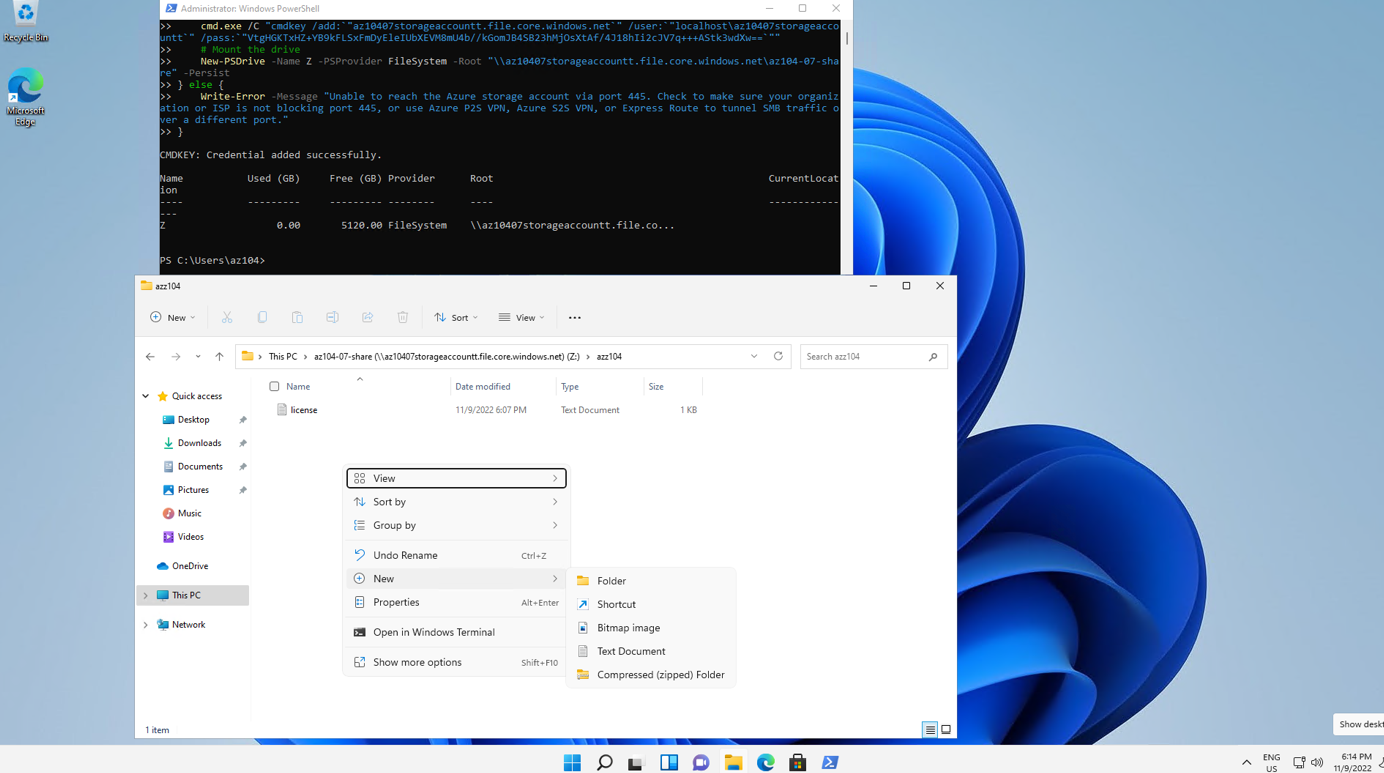 Recycle Bin
Microsoft
Edge
Administrator: Windows PowerShell
>>     cmd.exe /C "cmdkey /add:`"az10407storageaccountt.file.core.windows.net`" /user:`"localhost\az10407storageacco
untt`" /pass:`"VtgHGKTxHZ+YB9kFLSxFmDyEleIUbXEVM8mU4b//kGomJB4SB23hMjOsXtAf/4J18hIi2cJV7q+++AStk3wdXw==`""
>>     # Mount the drive
>>     New-PSDrive -Name Z -PSProvider FileSystem -Root "\\az10407storageaccountt.file.core.windows.net\az104-07-sha
re" -Persist
>> } else {
>>     Write-Error -Message "Unable to reach the Azure storage account via port 445. Check to make sure your organiz
ation or ISP is not blocking port 445, or use Azure P2S VPN, Azure S2S VPN, or Express Route to tunnel SMB traffic o
ver a different port."
>> }
CMDKEY: Credential added successfully.
Name Used (GB) Free (GB) Provider Root CurrentLocat
ion
---- --------- --------- -------- ---- ------------
---
Z 0.00 5120.00 FileSystem \\az10407storageaccountt.file.co...
PS C:\Users\az104>
azz104
New Sort View
This PC > az104-07-share (\\az10407storageaccountt.file.core.windows.net) (Z:) > azz104 Search azz104
Name Date modified Type Size
license 11/9/2022 6:07 PM Text Document 1 KB
Quick access
Desktop
Downloads
Documents
Pictures
Music
Videos
OneDrive
This PC
Network
View
Sort by
Group by
Undo Rename Ctrl+Z
New
Properties Alt+Enter
Open in Windows Terminal
Show more options Shift+F10
Folder
Shortcut
Bitmap image
Text Document
Compressed (zipped) Folder
1 item
Show deskt
ENG
US
6:14 PM
11/9/2022